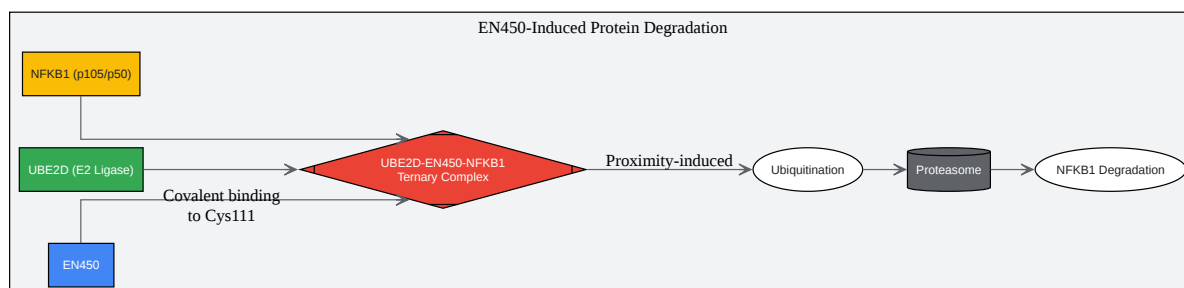 EN450-Induced Protein Degradation
NFKB1 (p105/p50)
UBE2D (E2 Ligase)
EN450
Covalent binding
to Cys111
UBE2D-EN450-NFKB1
Ternary Complex
Proximity-induced
Ubiquitination
Proteasome
NFKB1 Degradation